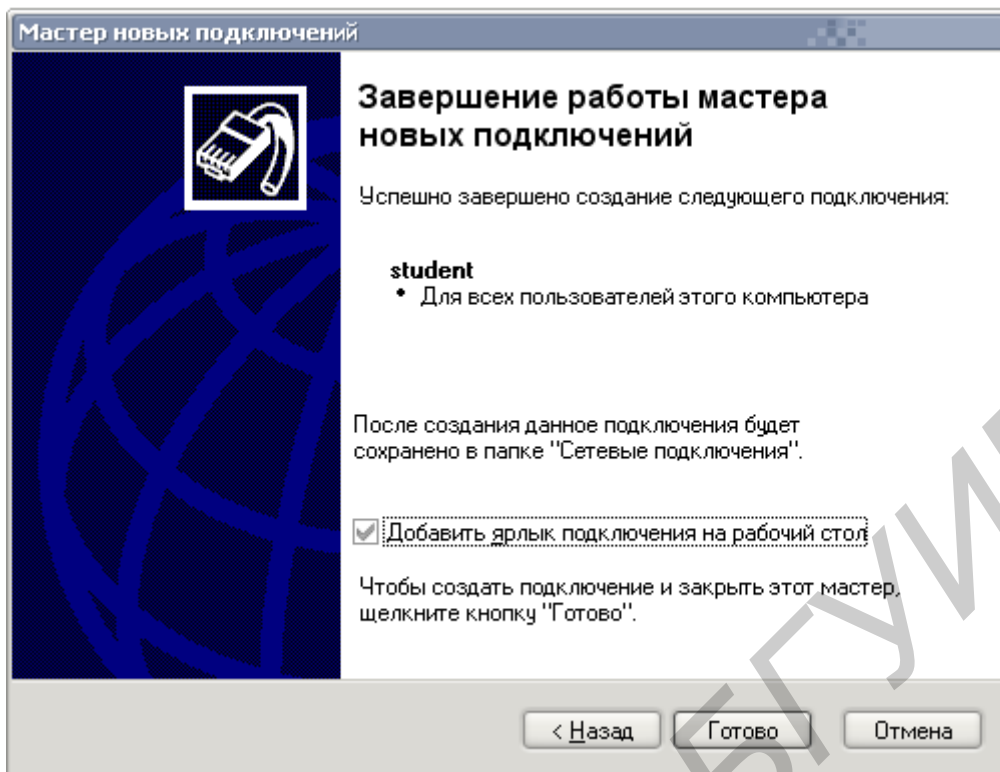 Мастер новых подключений
Завершение работы мастера
новых подключений
Успешно завершено создание следующего подключения:
student
• Для всех пользователей этого компьютера
После создания данное подключения будет
сохранено в папке "Сетевые подключения".
Добавить ярлык подключения на рабочий стол
Чтобы создать подключение и закрыть этот мастер,
щелкните кнопку "Готово".
< Назад
Готово
Отмена